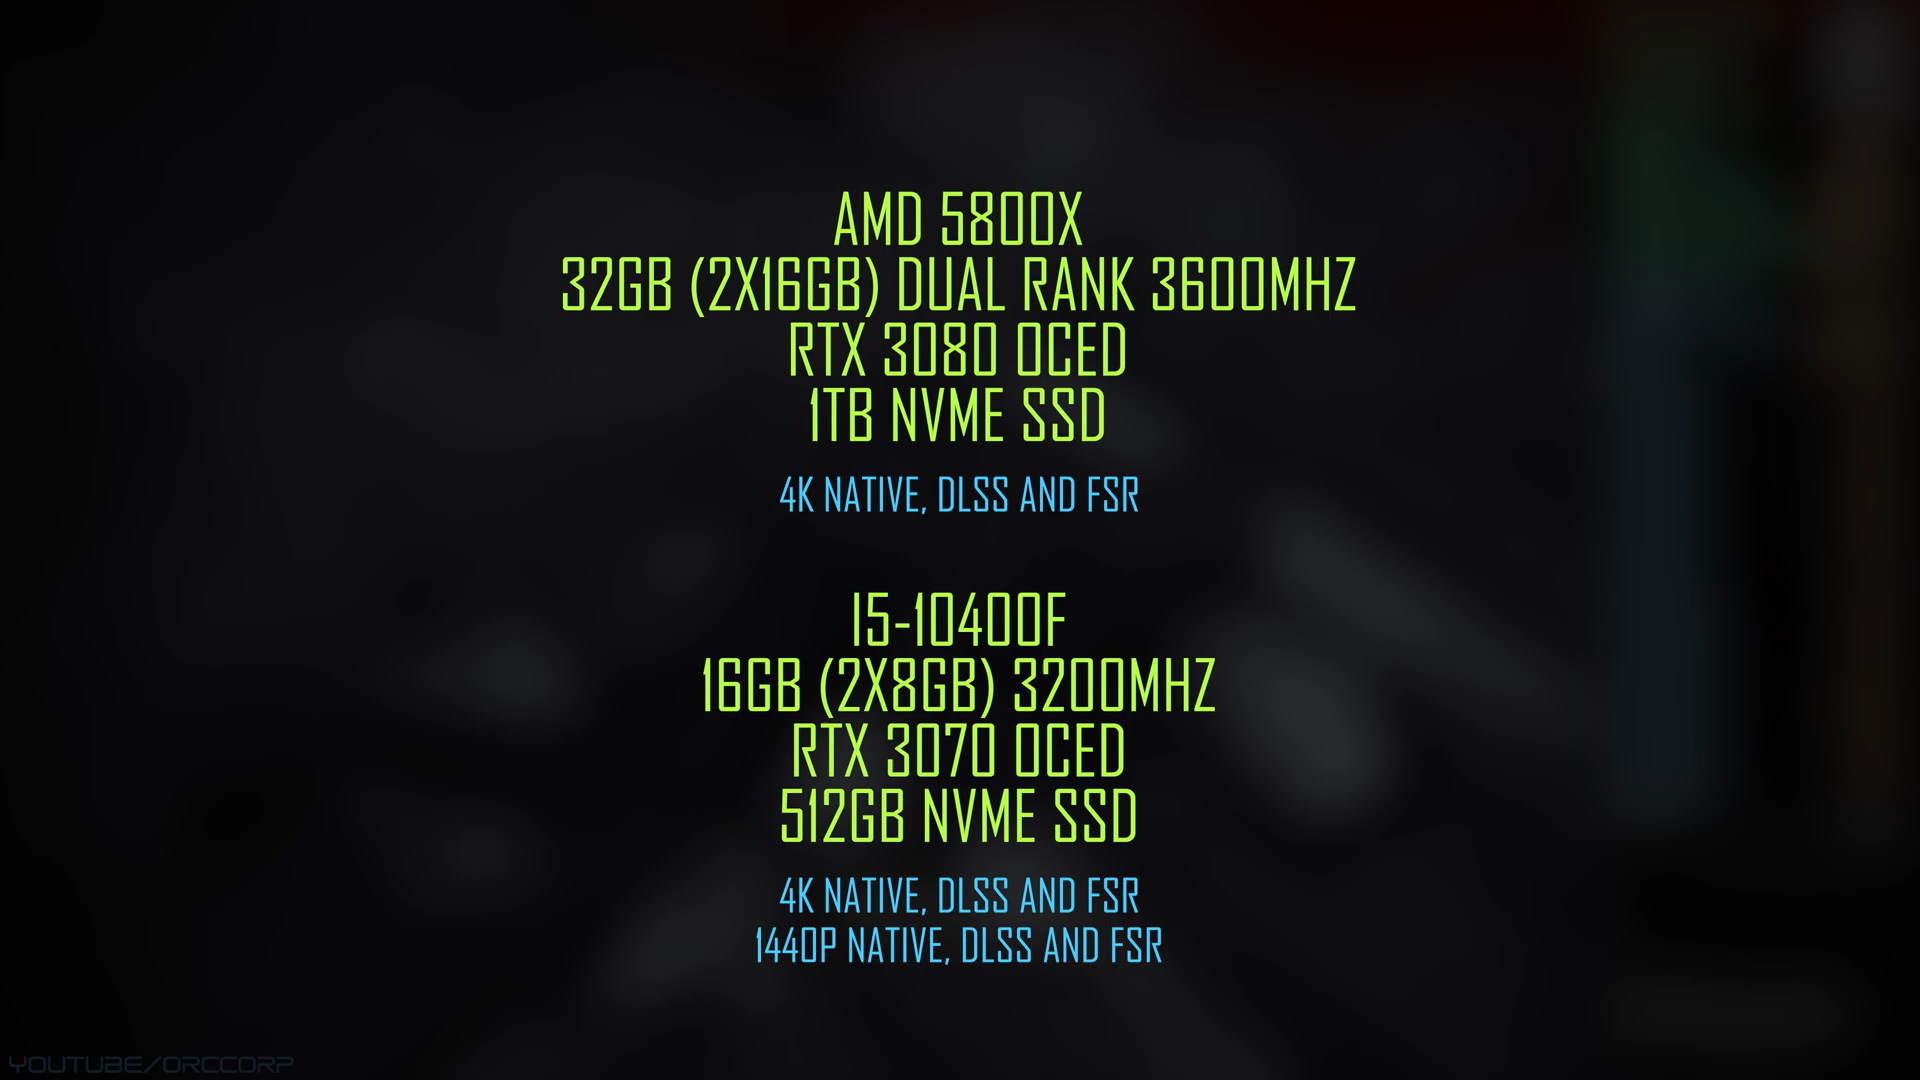 AMD 5800X
32GB (2X16GB) DUAL RANK 3600MHZ
RTX 3080 OCED
1TB NVME SSD
4K NATIVE, DLSS AND FSR
I5-10400F
16GB (2X8GB) 3200MHZ
RTX 3070 OCED
512GB NVME SSD
4K NATIVE, DLSS AND FSR
1440P NATIVE, DLSS AND FSR
YOUTUBE/ORCCORP